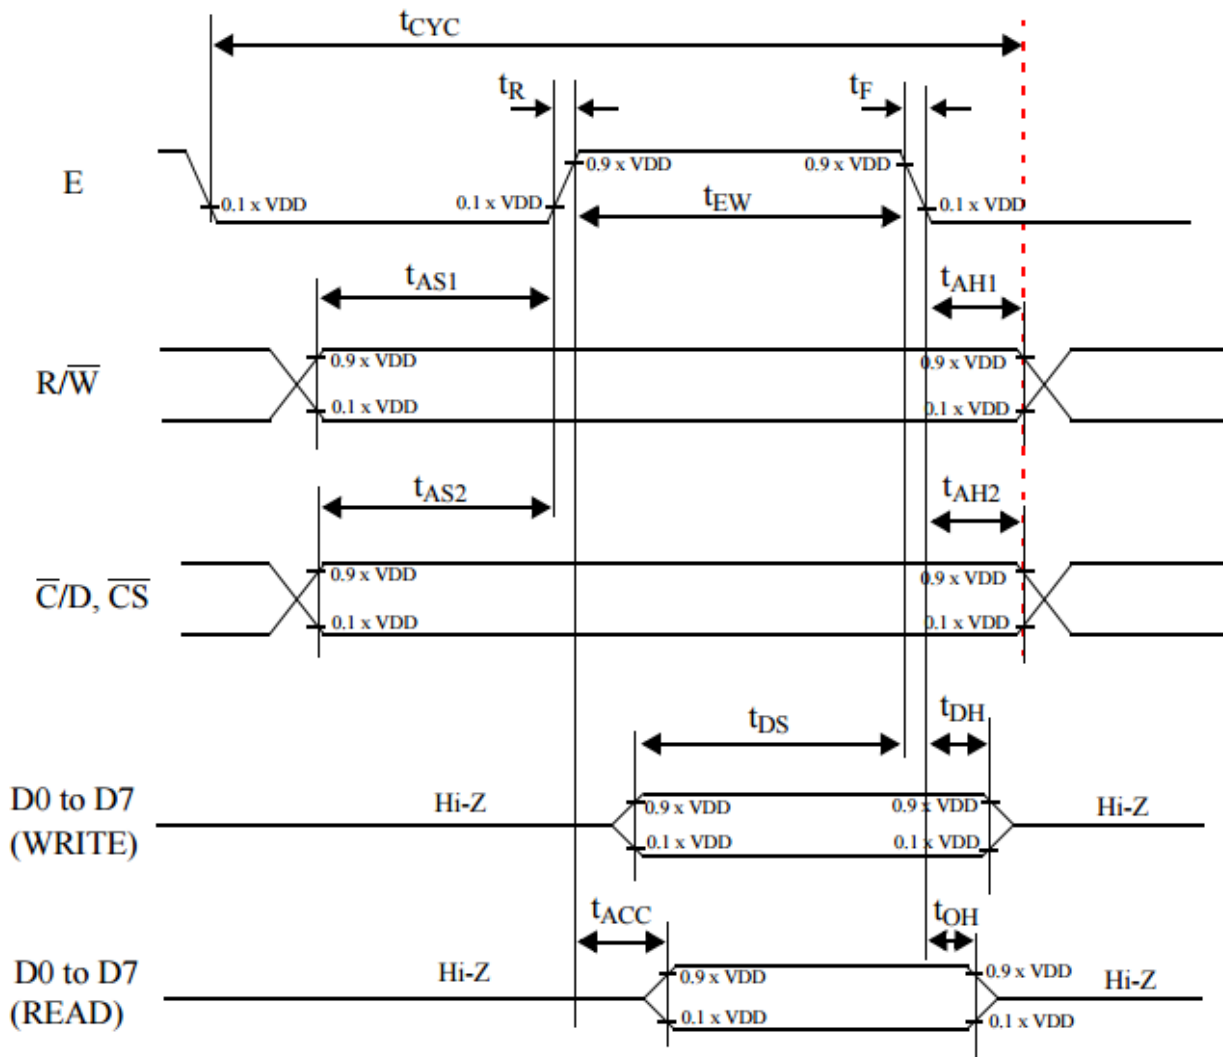 tCYC
tR
tF
E
0.9 x VDD
0.9 x VDD
0.1 x VDD
0.1 x VDD
tEW
0.1 x VDD
tAS1
tAH1
R/W̅
0.9 x VDD
0.9 x VDD
0.1 x VDD
0.1 x VDD
tAS2
tAH2
C̅/D, C̅S̅
0.9 x VDD
0.9 x VDD
0.1 x VDD
0.1 x VDD
tDS
tDH
D0 to D7
(WRITE)
Hi-Z
0.9 x VDD
0.9 x VDD
Hi-Z
0.1 x VDD
0.1 x VDD
tACC
tOH
D0 to D7
(READ)
Hi-Z
0.9 x VDD
0.9 x VDD
Hi-Z
0.1 x VDD
0.1 x VDD